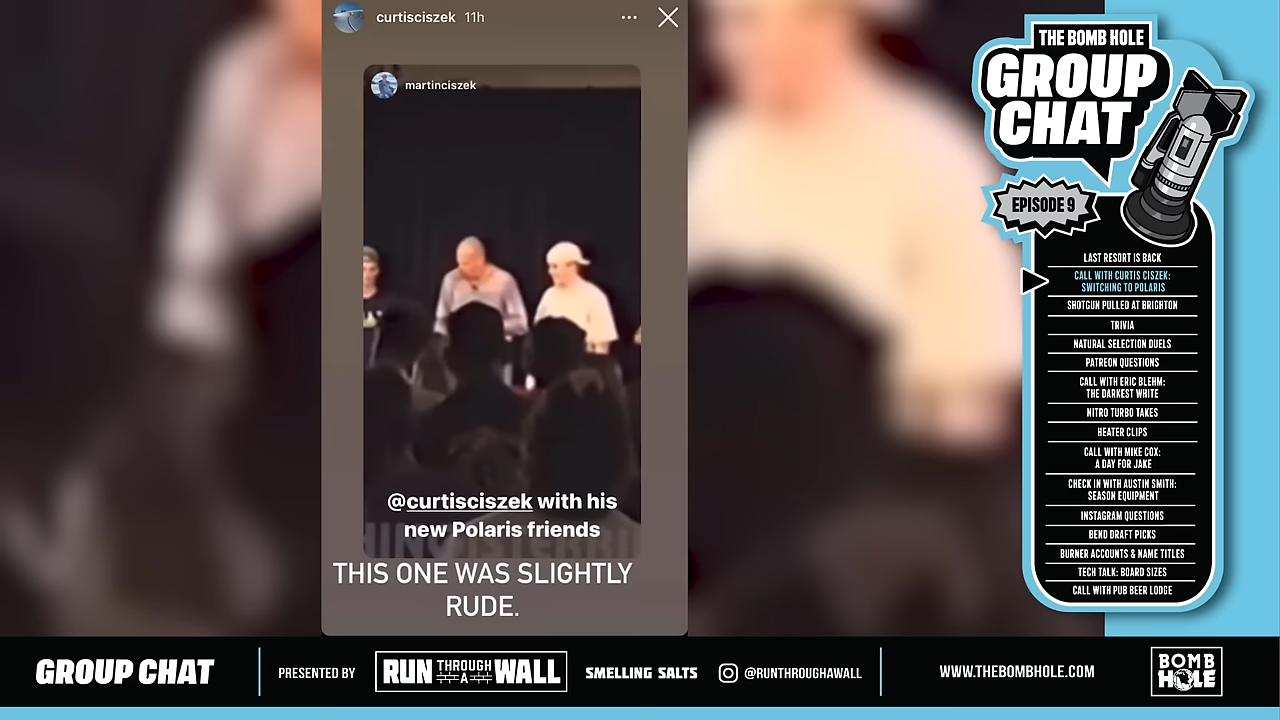 curtisciszek 11h
martinciszek
@curtisciszek with his
new Polaris friends
THIS ONE WAS SLIGHTLY
RUDE.
THE BOMB HOLE
GROUP
CHAT
EPISODE 9
LAST RESORT IS BACK
CALL WITH CURTIS CISZEK:
SWITCHING TO POLARIS
SHOTGUN PULLED AT BRIGHTON
TRIVIA
NATURAL SELECTION DUELS
PATREON QUESTIONS
CALL WITH ERIC BLEHM:
THE DARKEST WHITE
NITRO TURBO TAKES
HEATER CLIPS
CALL WITH MIKE COX:
A DAY FOR JAKE
CHECK IN WITH AUSTIN SMITH:
SEASON EQUIPMENT
INSTAGRAM QUESTIONS
BEND DRAFT PICKS
BURNER ACCOUNTS & NAME TITLES
TECH TALK: BOARD SIZES
CALL WITH PUB BEER LODGE
GROUP CHAT
PRESENTED BY
RUN THROUGH A WALL
SMELLING SALTS
@RUNTHROUGHAWALL
WWW.THEBOMBHOLE.COM
BOMB
HOLE